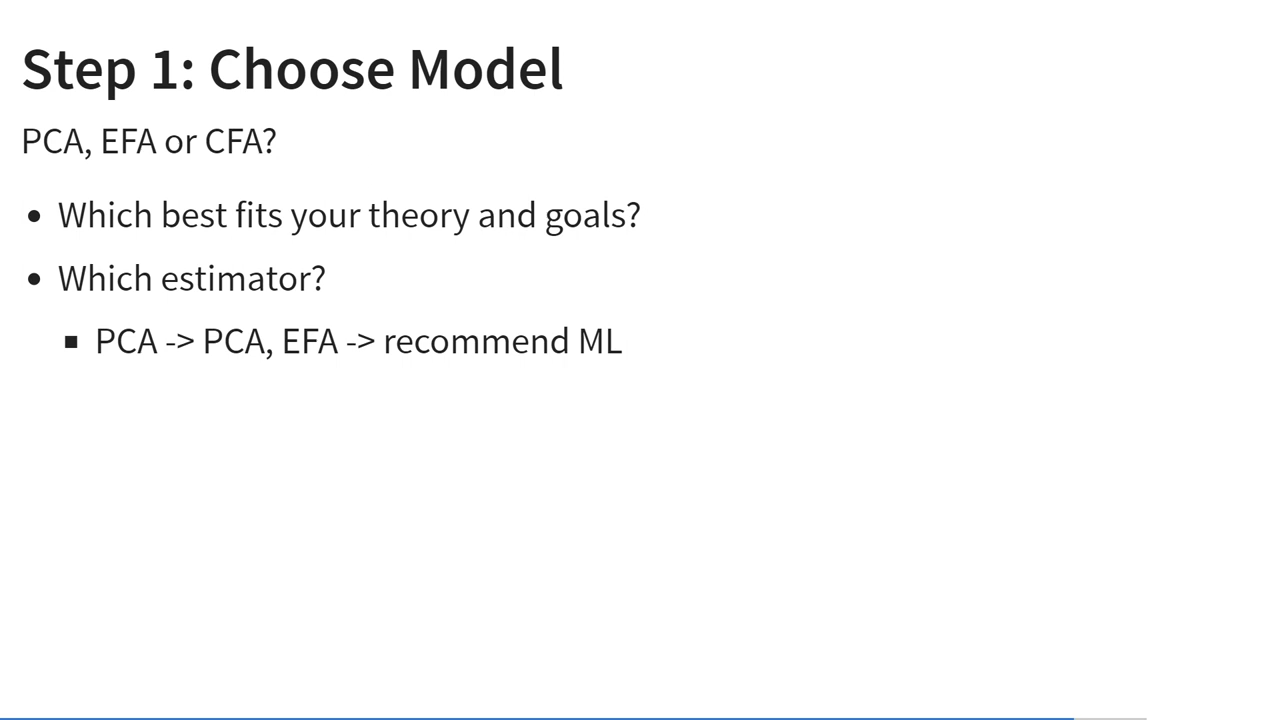 Step 1: Choose Model
PCA, EFA or CFA?
• Which best fits your theory and goals?
• Which estimator?
▪ PCA -> PCA, EFA -> recommend ML